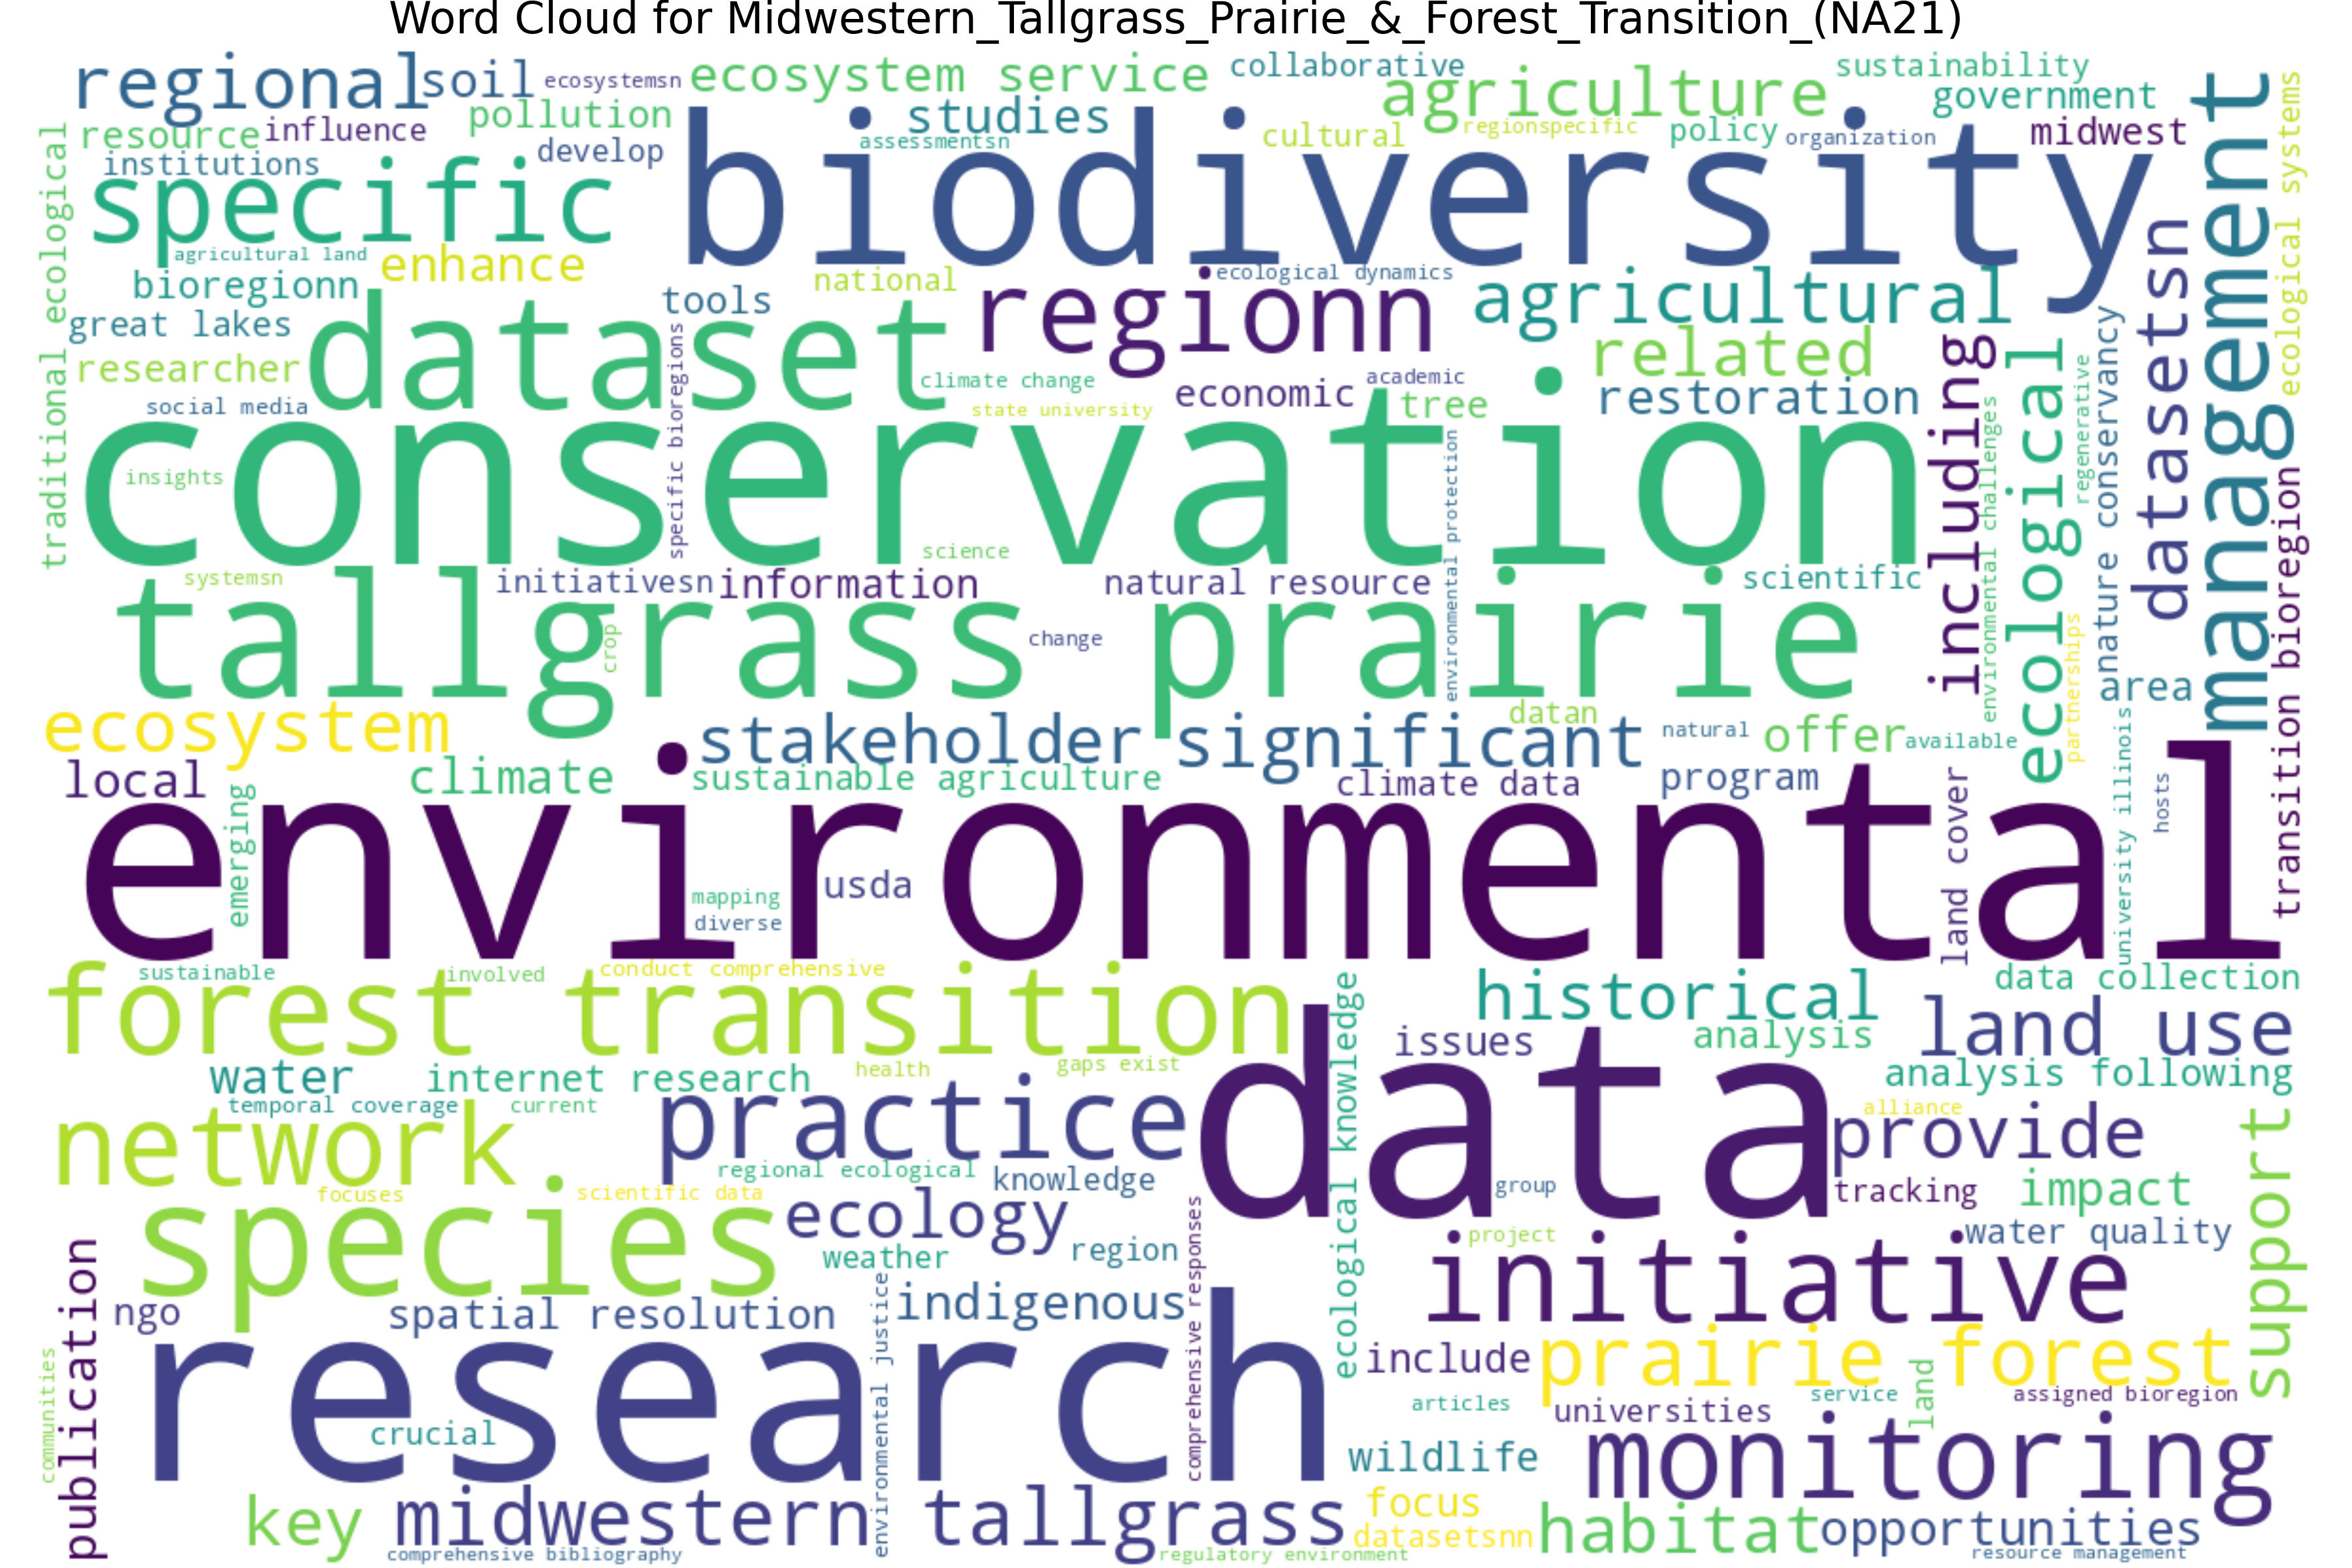 Word Cloud for Midwestern_Tallgrass_Prairie_&_Forest_Transition_(NA21)
regional
soil
ecosystemsn
ecosystem service
collaborative
agriculture
sustainability
government
management
ecological systems
resource
influence
pollution
studies
assessmentsn
cultural
regionspecific
policy
organization
midwest
institutions
develop
biodiversity
specific
traditional ecological
agricultural land
enhance
bioregionn
national
ecological dynamics
tools
regionn
agricultural
great lakes
dataset
researcher
related
datasetsn
including
ecological
regenerative
nature conservancy
climate change
economic
academic
tree
restoration
social media
specific bioregions
state university
conservation
insights
environmental protection
environmental challenges
science
transition bioregion
systemsn
initiativesn
information
natural resource
scientific
tallgrass prairie
crop
change
partnerships
area
ecosystem
stakeholder
significant
datan
natural
offer
available
local
climate
sustainable agriculture
climate data
program
emerging
environmental
mapping
diverse
usda
land cover
university illinois
hosts
sustainable
involved
conduct comprehensive
data collection
forest transition
historical
land use
ecological knowledge
issues
analysis
water
internet research
health
gaps exist
analysis following
temporal coverage
current
practice
data
alliance
provide
network
support
regional ecological
knowledge
group
tracking
impact
focuses
scientific data
species
ecology
weather
region
comprehensive responses
project
water quality
initiative
publication
ngo
spatial resolution
environmental justice
indigenous
include
prairie forest
communities
research
crucial
articles
service
land
assigned bioregion
universities
wildlife
monitoring
key
midwestern tallgrass
focus
datasetsnn
habitat
opportunities
comprehensive bibliography
regulatory environment
resource management